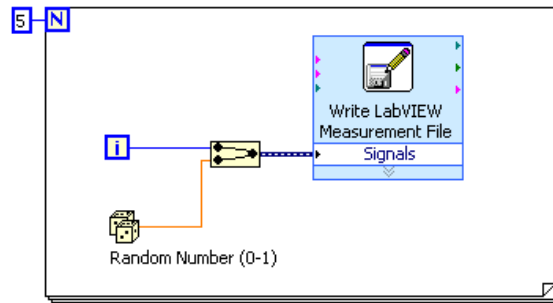 5
N
Write LabVIEW
Measurement File
Signals
i
Random Number (0-1)